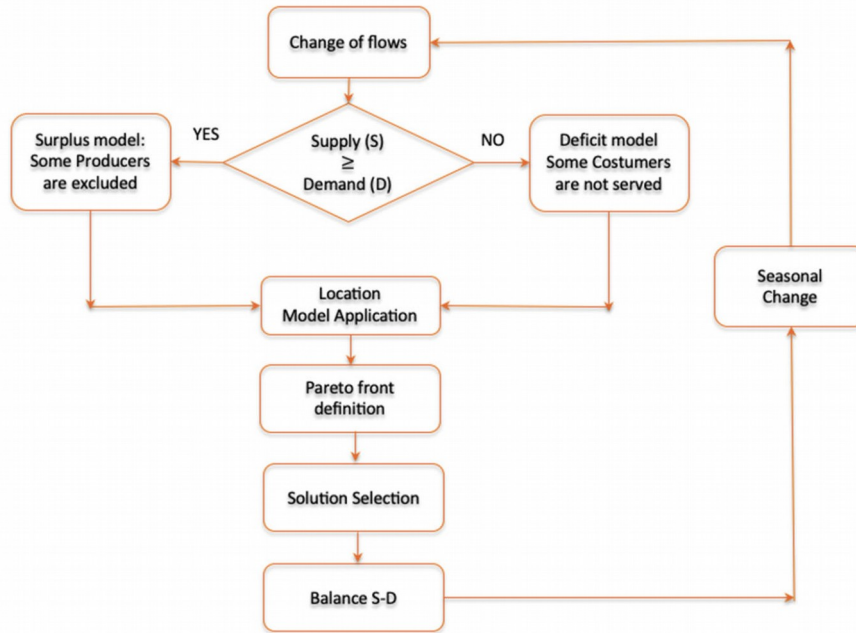 Change of flows
YES
Surplus model:
Some Producers
are excluded
Supply (S)
≥
Demand (D)
NO
Deficit model
Some Costumers
are not served
Location
Model Application
Seasonal
Change
Pareto front
definition
Solution Selection
Balance S-D